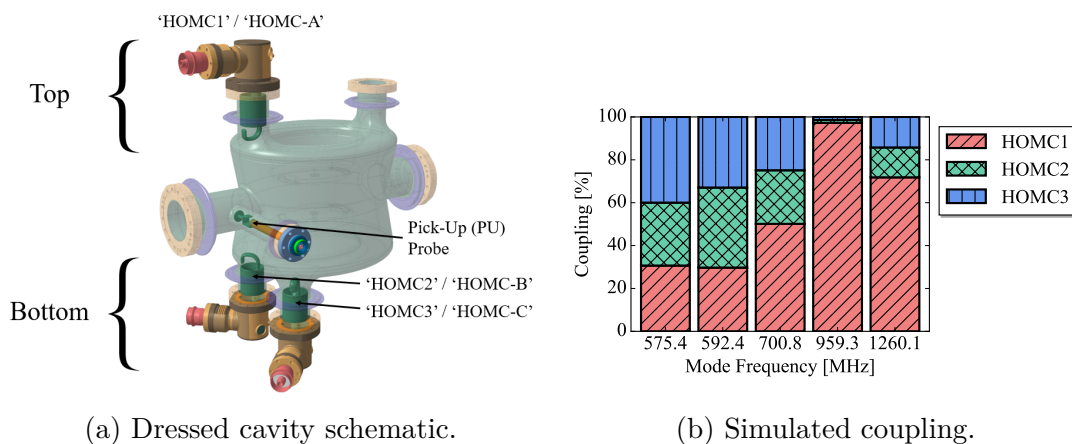 ‘HOMC1’ / ‘HOMC-A’
Top
Pick-Up (PU)
Probe
‘HOMC2’ / ‘HOMC-B’
‘HOMC3’ / ‘HOMC-C’
Bottom
(a) Dressed cavity schematic.
100
80
60
40
20
0
Coupling [%]
575.4 592.4 700.8 959.3 1260.1
Mode Frequency [MHz]
HOMC1
HOMC2
HOMC3
(b) Simulated coupling.